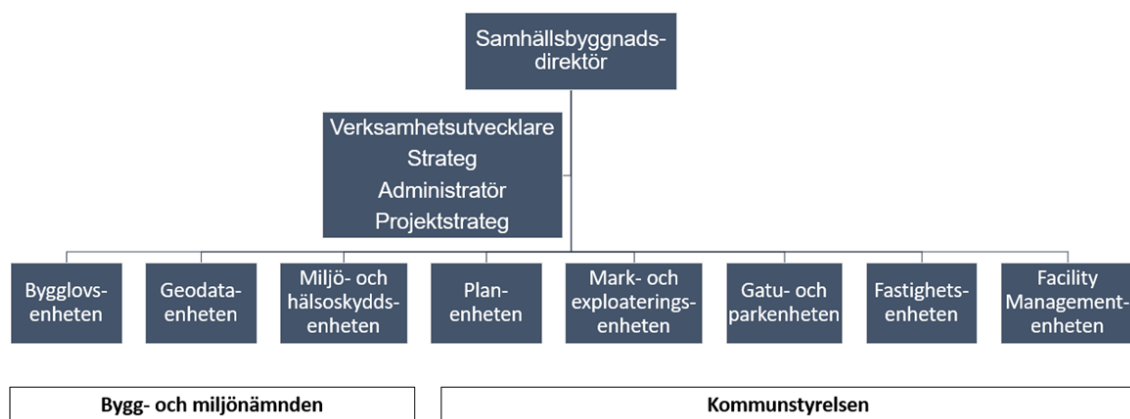 Samhällsbyggnads-
direktör
Verksamhetsutvecklare
Strateg
Administratör
Projektstrateg
Bygglovs-
enheten
Geodata-
enheten
Miljö- och
hälsoskydds-
enheten
Plan-
enheten
Mark- och
exploaterings-
enheten
Gatu- och
parkenheten
Fastighets-
enheten
Facility
Management-
enheten
Bygg- och miljönämnden
Kommunstyrelsen